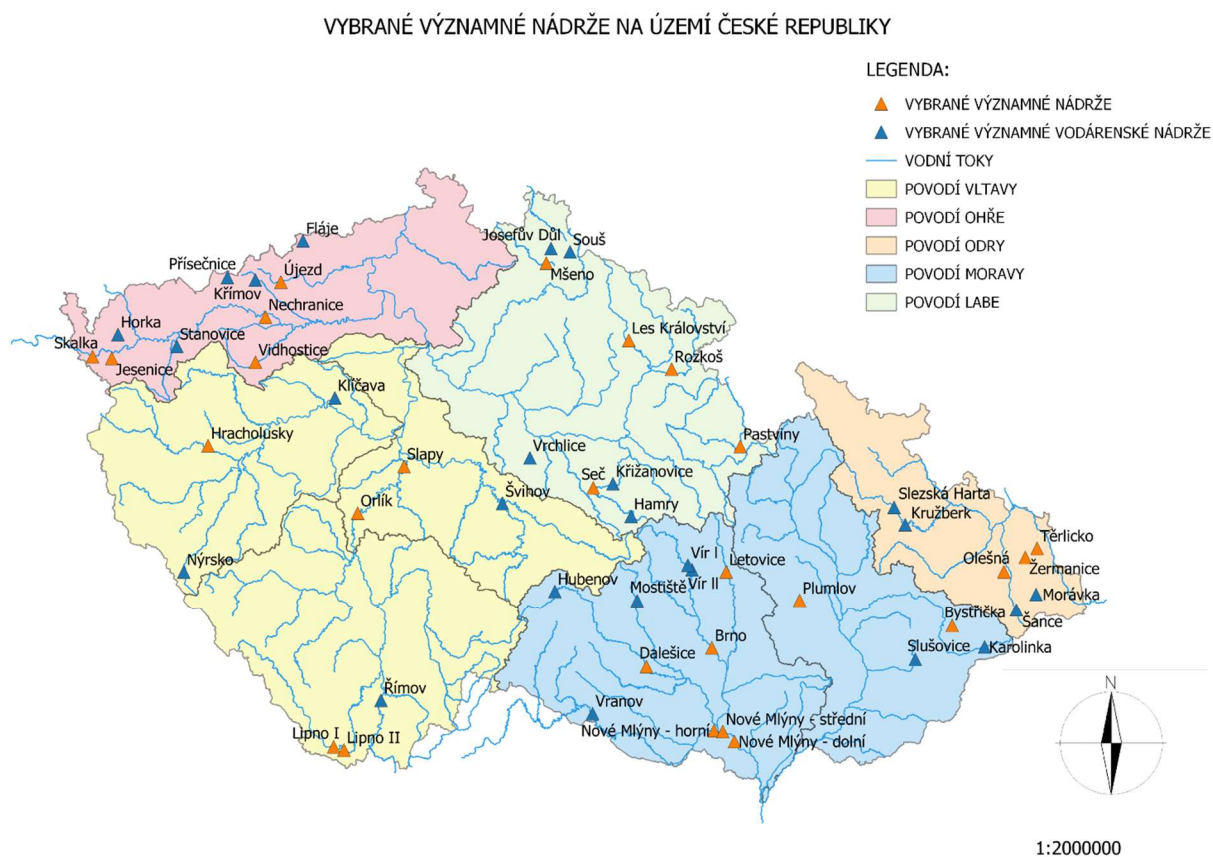 VYBRANÉ VÝZNAMNÉ NÁDRŽE NA ÚZEMÍ ČESKÉ REPUBLIKY
LEGENDA:
VYBRANÉ VÝZNAMNÉ NÁDRŽE
VYBRANÉ VÝZNAMNÉ VODÁRENSKÉ NÁDRŽE
VODNÍ TOKY
POVODÍ VLTAVY
POVODÍ OHŘE
POVODÍ ODRY
POVODÍ MORAVY
POVODÍ LABE
Fláje
Josefův Důl
Souš
Přísečnice
Újezd
Mšeno
Křímov
Nechranice
Horka
Stanovice
Les Království
Skalka
Jesenice
Vidhostice
Rozkoš
Klíčava
Hracholusky
Pastviny
Slapy
Vrchlice
Seč
Křižanovice
Švihov
Orlík
Hamry
Slezská Harta
Kružberk
Těrlicko
Nýrsko
Vír I
Letovice
Olešná
Žermanice
Hubenov
Mostiště
Vír II
Plumlov
Morávka
Bystřička
Šance
Brno
Slušovice
Karolinka
Dalešice
Římov
Vranov
N
Lipno I
Lipno II
Nové Mlýny - horní
Nové Mlýny - střední
Nové Mlýny - dolní
1:2000000